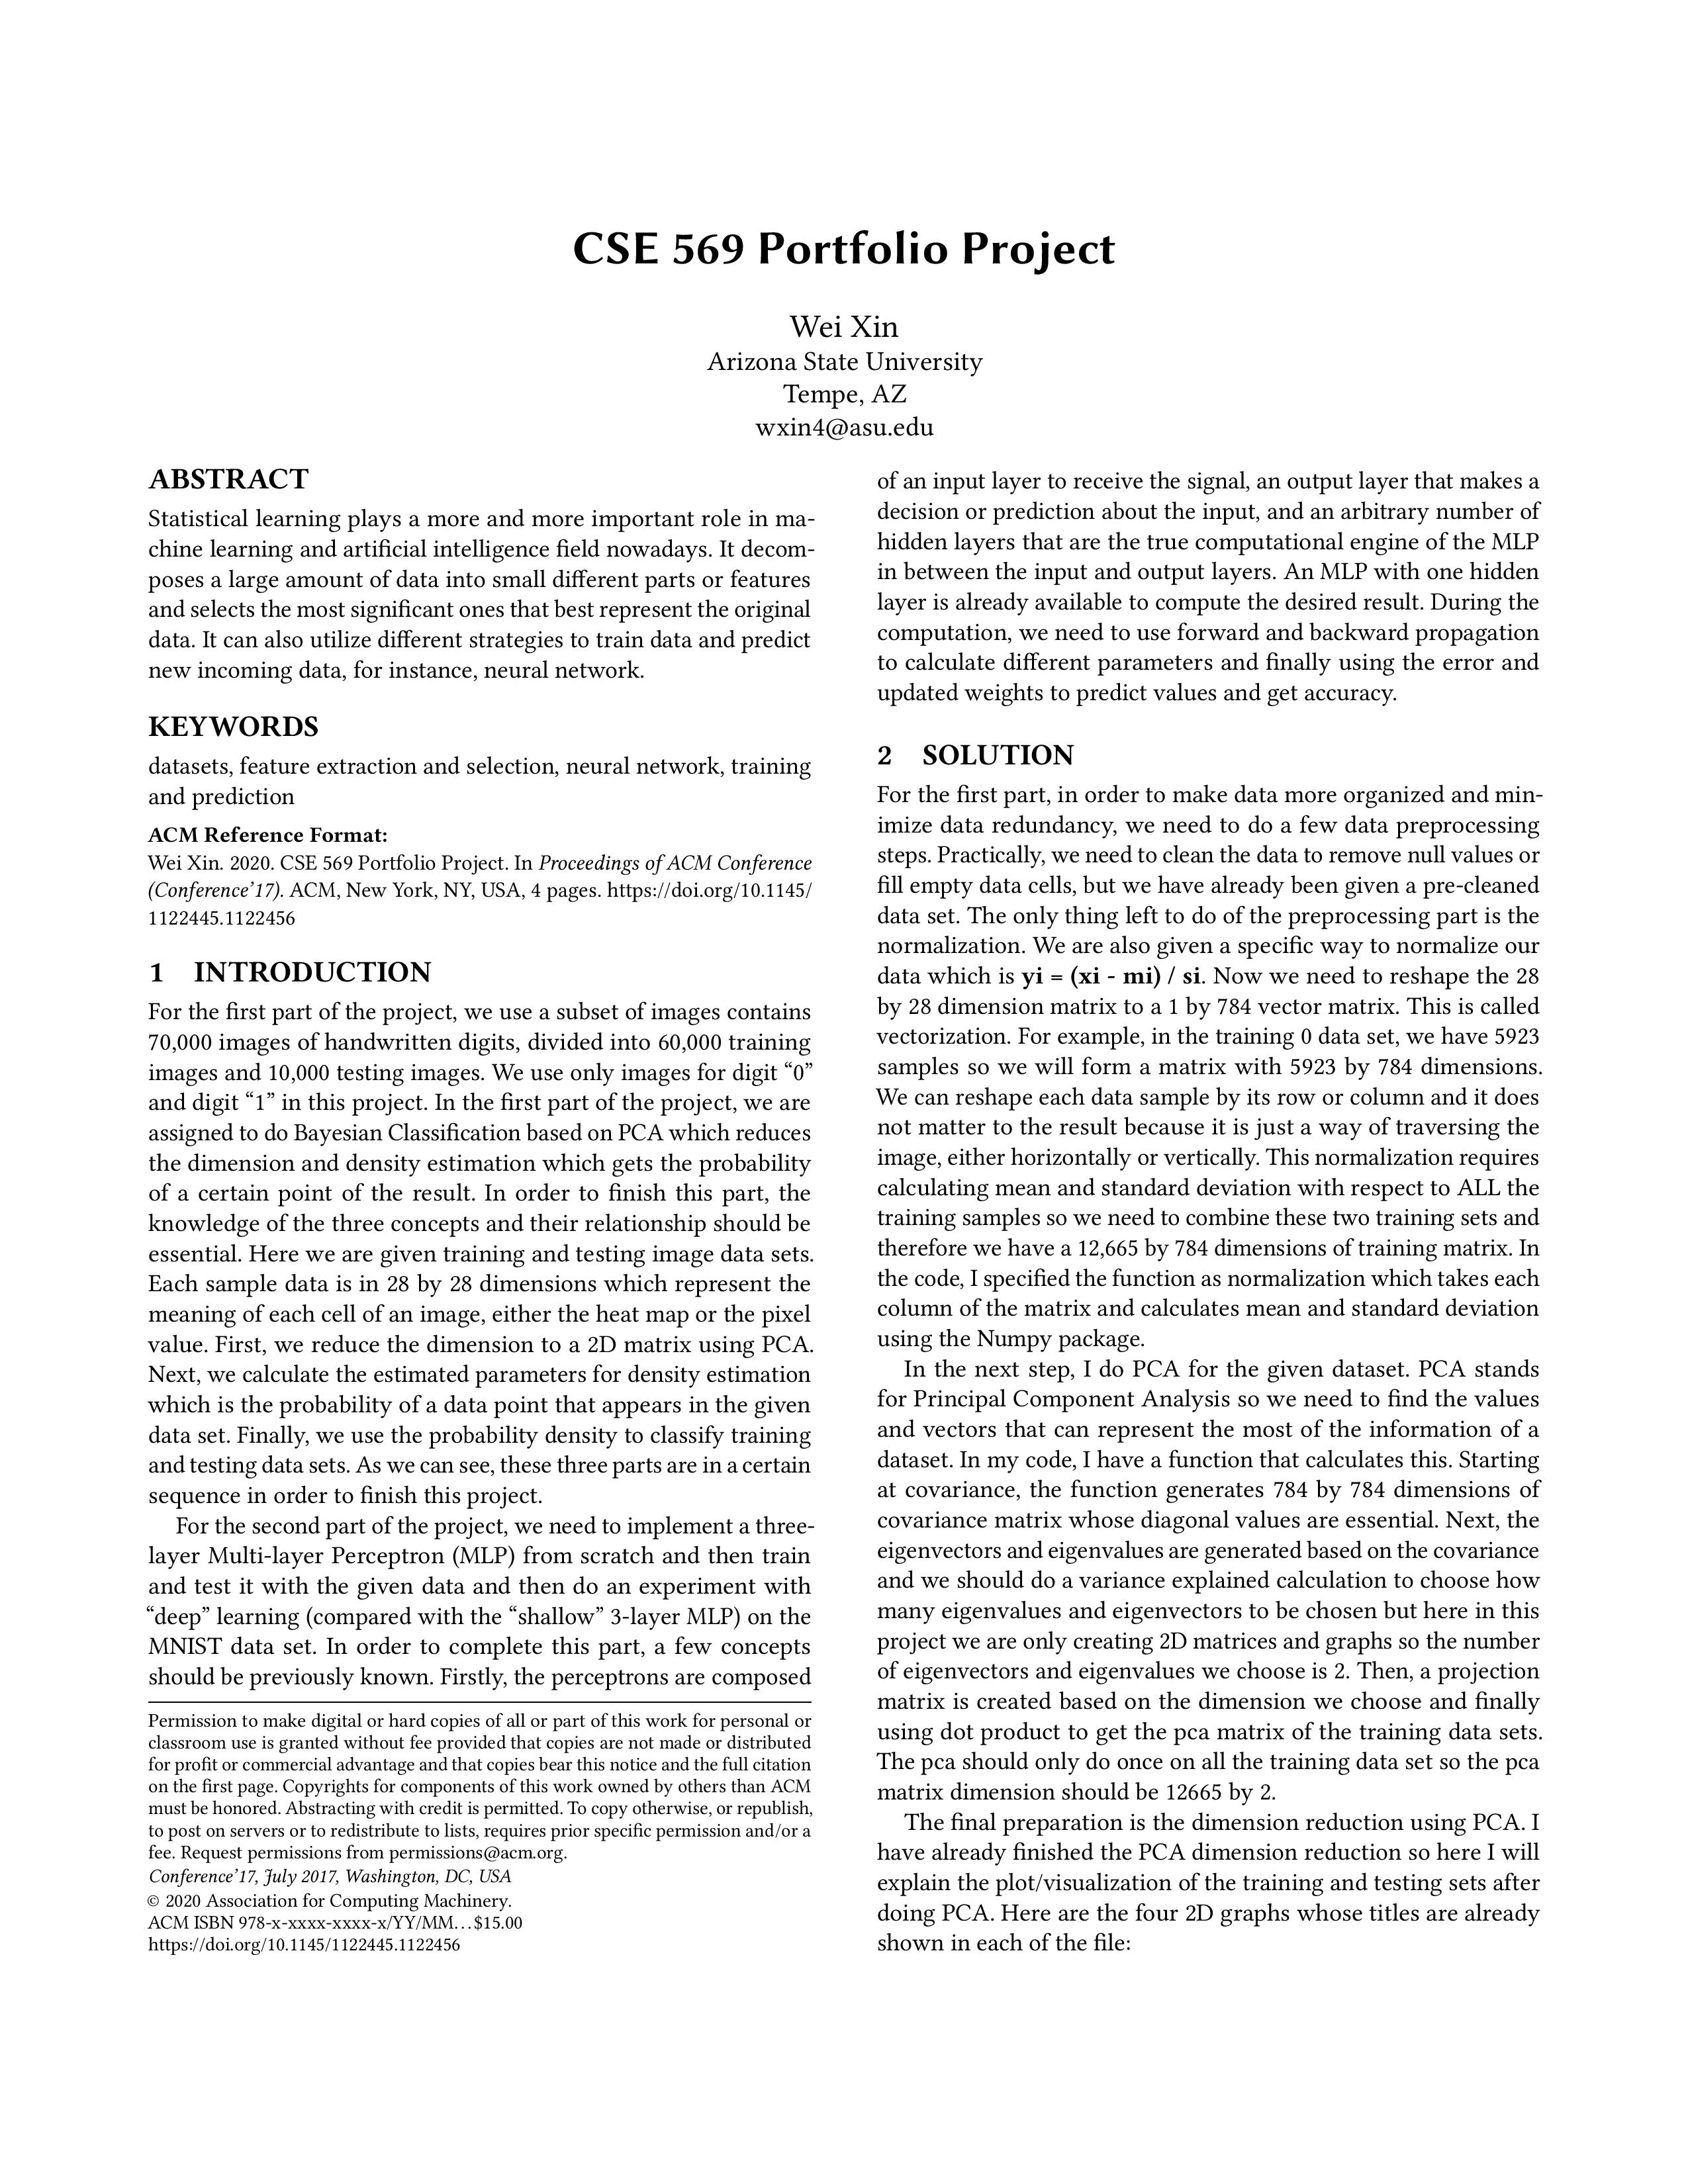 CSE 569 Portfolio Project
Wei Xin
Arizona State University
Tempe, AZ
wxin4@asu.edu
ABSTRACT
Statistical learning plays a more and more important role in ma-
chine learning and artificial intelligence field nowadays. It decom-
poses a large amount of data into small different parts or features
and selects the most significant ones that best represent the original
data. It can also utilize different strategies to train data and predict
new incoming data, for instance, neural network.
KEYWORDS
datasets, feature extraction and selection, neural network, training
and prediction
ACM Reference Format:
Wei Xin. 2020. CSE 569 Portfolio Project. In Proceedings of ACM Conference
(Conference'17). ACM, New York, NY, USA, 4 pages. https://doi.org/10.1145/
1122445.1122456
1 INTRODUCTION
For the first part of the project, we use a subset of images contains
70,000 images of handwritten digits, divided into 60,000 training
images and 10,000 testing images. We use only images for digit “0”
and digit “1” in this project. In the first part of the project, we are
assigned to do Bayesian Classification based on PCA which reduces
the dimension and density estimation which gets the probability
of a certain point of the result. In order to finish this part, the
knowledge of the three concepts and their relationship should be
essential. Here we are given training and testing image data sets.
Each sample data is in 28 by 28 dimensions which represent the
meaning of each cell of an image, either the heat map or the pixel
value. First, we reduce the dimension to a 2D matrix using PCA.
Next, we calculate the estimated parameters for density estimation
which is the probability of a data point that appears in the given
data set. Finally, we use the probability density to classify training
and testing data sets. As we can see, these three parts are in a certain
sequence in order to finish this project.
For the second part of the project, we need to implement a three-
layer Multi-layer Perceptron (MLP) from scratch and then train
and test it with the given data and then do an experiment with
“deep” learning (compared with the “shallow” 3-layer MLP) on the
MNIST data set. In order to complete this part, a few concepts
should be previously known. Firstly, the perceptrons are composed
Permission to make digital or hard copies of all or part of this work for personal or
classroom use is granted without fee provided that copies are not made or distributed
for profit or commercial advantage and that copies bear this notice and the full citation
on the first page. Copyrights for components of this work owned by others than ACM
must be honored. Abstracting with credit is permitted. To copy otherwise, or republish,
to post on servers or to redistribute to lists, requires prior specific permission and/or a
fee. Request permissions from permissions@acm.org.
Conference'17, July 2017, Washington, DC, USA
© 2020 Association for Computing Machinery.
ACM ISBN 978-x-xxxx-xxxx-x/YY/MM…$15.00
https://doi.org/10.1145/1122445.1122456
of an input layer to receive the signal, an output layer that makes a
decision or prediction about the input, and an arbitrary number of
hidden layers that are the true computational engine of the MLP
in between the input and output layers. An MLP with one hidden
layer is already available to compute the desired result. During the
computation, we need to use forward and backward propagation
to calculate different parameters and finally using the error and
updated weights to predict values and get accuracy.
2 SOLUTION
For the first part, in order to make data more organized and min-
imize data redundancy, we need to do a few data preprocessing
steps. Practically, we need to clean the data to remove null values or
fill empty data cells, but we have already been given a pre-cleaned
data set. The only thing left to do of the preprocessing part is the
normalization. We are also given a specific way to normalize our
data which is yi = (xi - mi) / si. Now we need to reshape the 28
by 28 dimension matrix to a 1 by 784 vector matrix. This is called
vectorization. For example, in the training 0 data set, we have 5923
samples so we will form a matrix with 5923 by 784 dimensions.
We can reshape each data sample by its row or column and it does
not matter to the result because it is just a way of traversing the
image, either horizontally or vertically. This normalization requires
calculating mean and standard deviation with respect to ALL the
training samples so we need to combine these two training sets and
therefore we have a 12,665 by 784 dimensions of training matrix. In
the code, I specified the function as normalization which takes each
column of the matrix and calculates mean and standard deviation
using the Numpy package.
In the next step, I do PCA for the given dataset. PCA stands
for Principal Component Analysis so we need to find the values
and vectors that can represent the most of the information of a
dataset. In my code, I have a function that calculates this. Starting
at covariance, the function generates 784 by 784 dimensions of
covariance matrix whose diagonal values are essential. Next, the
eigenvectors and eigenvalues are generated based on the covariance
and we should do a variance explained calculation to choose how
many eigenvalues and eigenvectors to be chosen but here in this
project we are only creating 2D matrices and graphs so the number
of eigenvectors and eigenvalues we choose is 2. Then, a projection
matrix is created based on the dimension we choose and finally
using dot product to get the pca matrix of the training data sets.
The pca should only do once on all the training data set so the pca
matrix dimension should be 12665 by 2.
The final preparation is the dimension reduction using PCA. I
have already finished the PCA dimension reduction so here I will
explain the plot/visualization of the training and testing sets after
doing PCA. Here are the four 2D graphs whose titles are already
shown in each of the file: